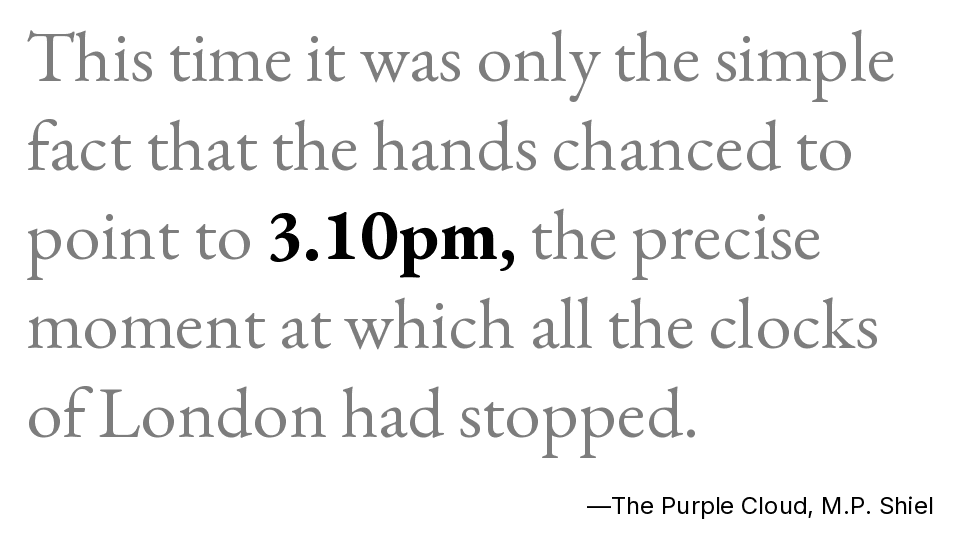 This time it was only the simple
fact that the hands chanced to
point to 3.10pm, the precise
moment at which all the clocks
of London had stopped.
—The Purple Cloud, M.P. Shiel